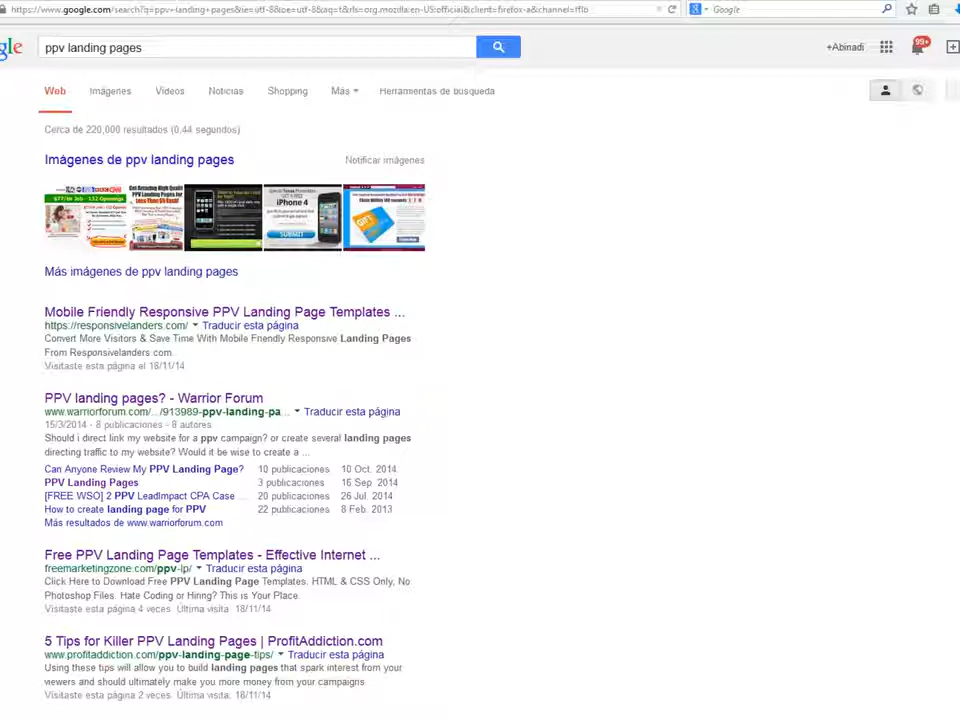 https://www.google.com/search?q=ppv+landing+pages&ie=utf-8&oe=utf-8&aq=t&rls=org.mozilla:en-US:official&client=firefox-a&channel=fflb
Google
gle
ppv landing pages
+Abinadi
99+
Web
Imágenes
Videos
Noticias
Shopping
Más
Herramientas de búsqueda
Cerca de 220,000 resultados (0.44 segundos)
Imágenes de ppv landing pages
Notificar imágenes
Get Amazing High Quality
PPV Landing Pages for
Less Than $5 Each!
iPhone 4
SUBMIT
Más imágenes de ppv landing pages
Mobile Friendly Responsive PPV Landing Page Templates ...
https://responsivelanders.com/ Traducir esta página
Convert More Visitors & Save Time With Mobile Friendly Responsive Landing Pages
From Responsivelanders.com.
Visitaste esta página el 18/11/14
PPV landing pages? - Warrior Forum
www.warriorforum.com/.../913989-ppv-landing-pa... Traducir esta página
15/3/2014 - 8 publicaciones - 8 autores
Should i direct link my website for a ppv campaign? or create several landing pages
directing traffic to my website? Would it be wise to create a ...
Can Anyone Review My PPV Landing Page? 10 publicaciones 10 Oct. 2014
PPV Landing Pages 3 publicaciones 16 Sep. 2014
[FREE WSO] 2 PPV LeadImpact CPA Case ... 20 publicaciones 26 Jul. 2014
How to create landing page for PPV 22 publicaciones 8 Feb. 2013
Más resultados de www.warriorforum.com
Free PPV Landing Page Templates - Effective Internet ...
freemarketingzone.com/ppv-lp/ Traducir esta página
Click Here to Download Free PPV Landing Page Templates. HTML & CSS Only, No
Photoshop Files. Hate Coding or Hiring? This is Your Place.
Visitaste esta página 4 veces. Última visita: 18/11/14
5 Tips for Killer PPV Landing Pages | ProfitAddiction.com
www.profitaddiction.com/ppv-landing-page-tips/ Traducir esta página
Using these tips will allow you to build landing pages that spark interest from your
viewers and should ultimately make you more money from your campaigns
Visitaste esta página 2 veces. Última visita: 18/11/14